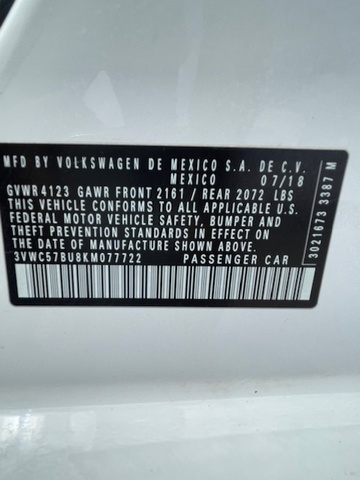 MFD BY VOLKSWAGEN DE MEXICO S.A. DE C.V.
MEXICO 07/18
GVWR 4123 GAWR FRONT 2161 / REAR 2072 LBS
THIS VEHICLE CONFORMS TO ALL APPLICABLE U.S.
FEDERAL MOTOR VEHICLE SAFETY, BUMPER AND
THEFT PREVENTION STANDARDS IN EFFECT ON THE
DATE OF MANUFACTURE SHOWN ABOVE.
3VWC57BU8KM077722 PASSENGER CAR
3021673 3387 M